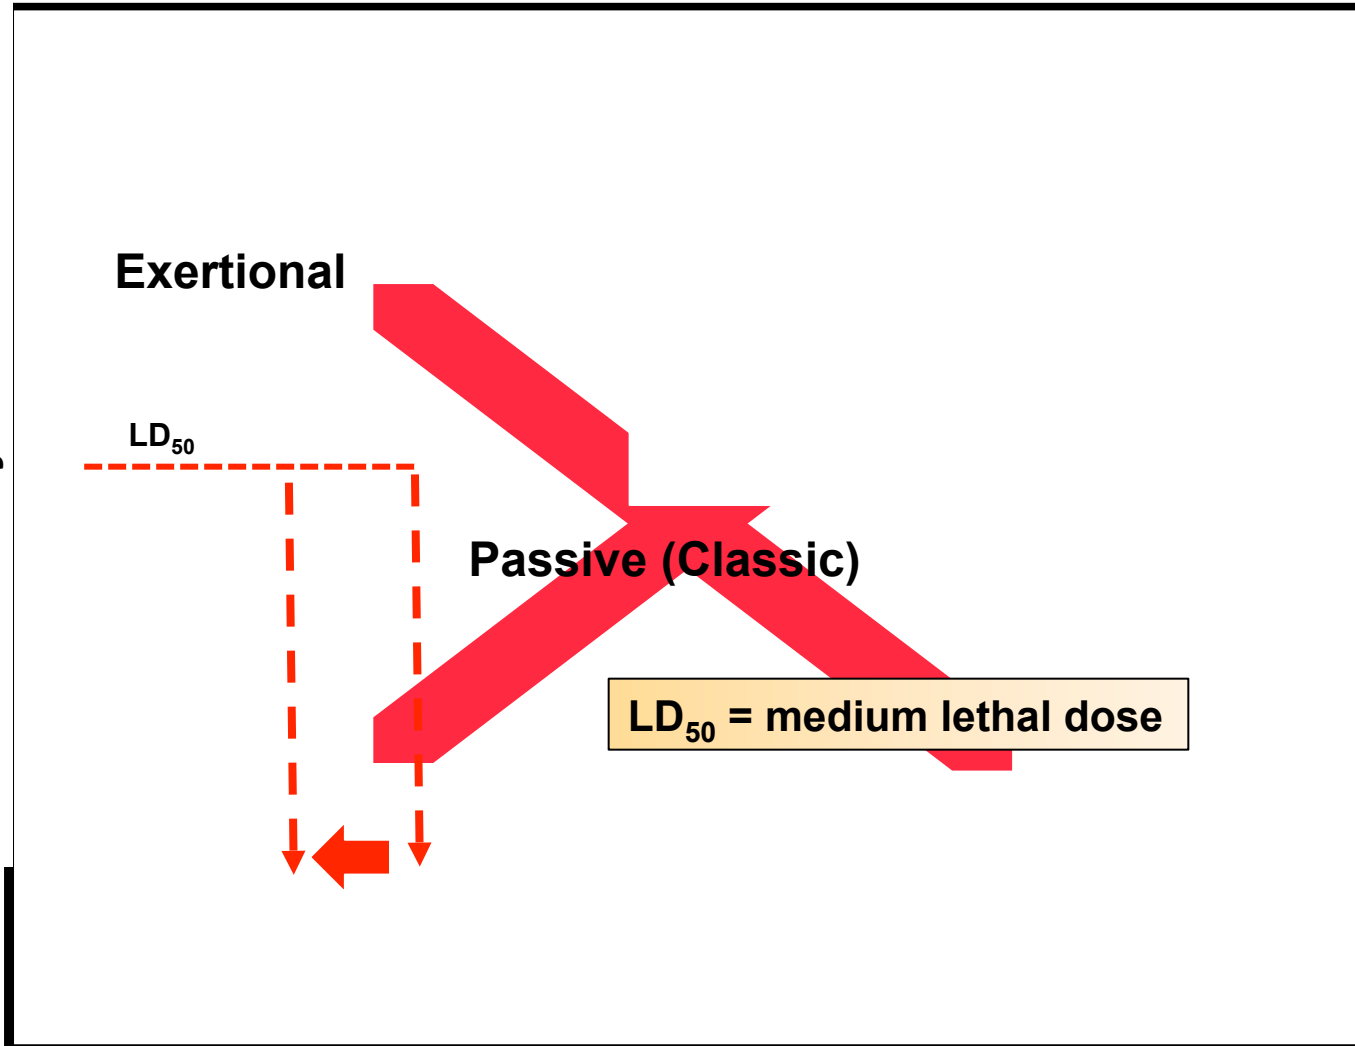 Exertional
LD₅₀
Passive (Classic)
LD₅₀ = medium lethal dose